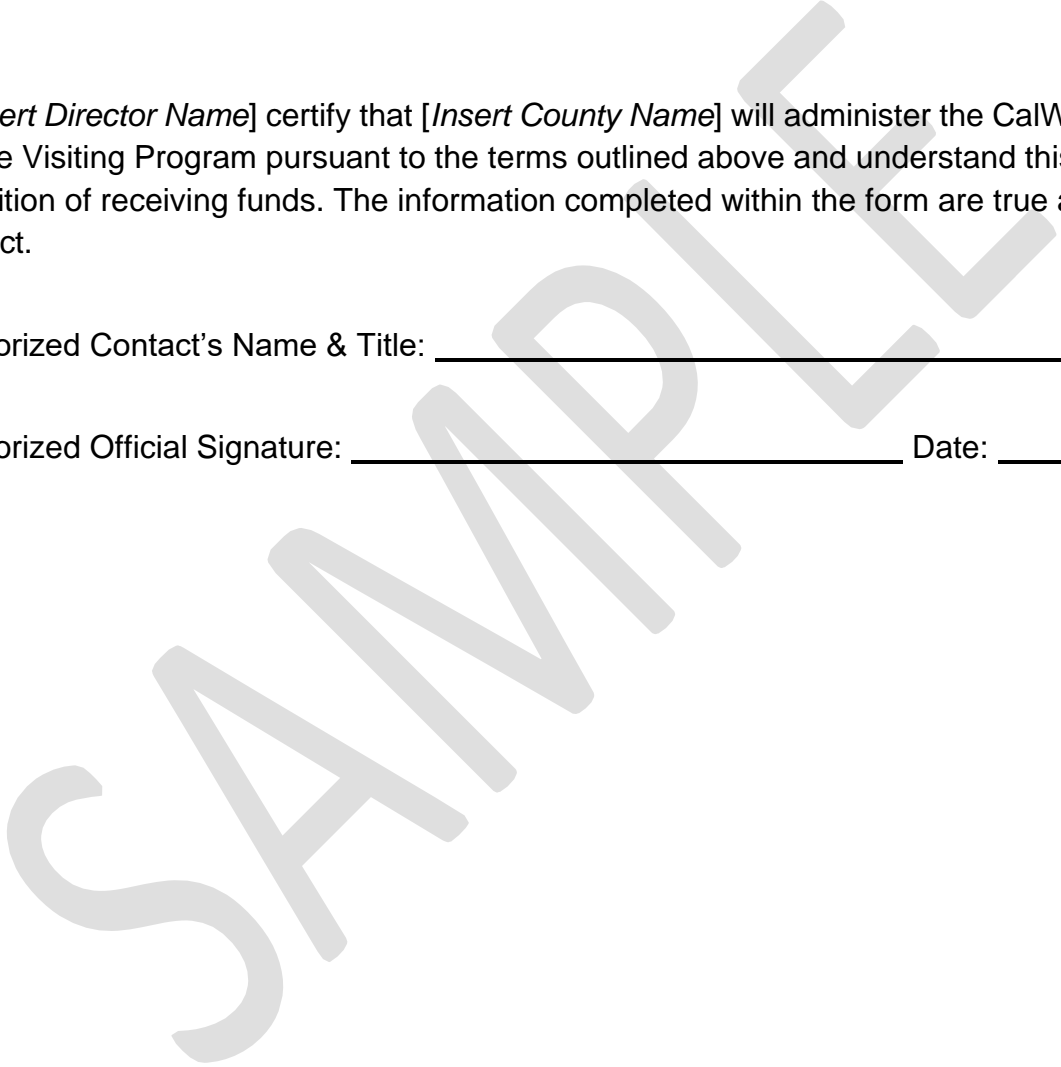 ert Director Name] certify that [Insert County Name] will administer the CalW
e Visiting Program pursuant to the terms outlined above and understand this
ition of receiving funds. The information completed within the form are true a
ct.
orized Contact’s Name & Title:
orized Official Signature: Date:
SAMPLE